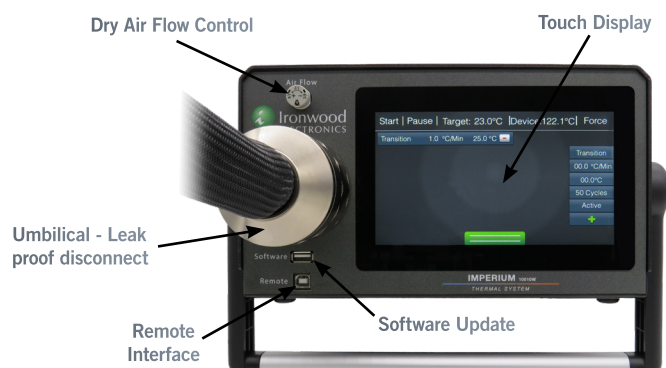 Dry Air Flow Control
Touch Display
Air Flow
i Ironwood
ELECTRONICS
Start | Pause | Target: 23.0°C |Device:122.1°C| Force
Transition 1.0 °C/Min 25.0 °C
Transition
00.0 °C/Min
00.0°C
50 Cycles
Active
Umbilical - Leak
proof disconnect
Software
Remote
IMPERIUM
THERMAL SYSTEM
Software Update
Remote
Interface